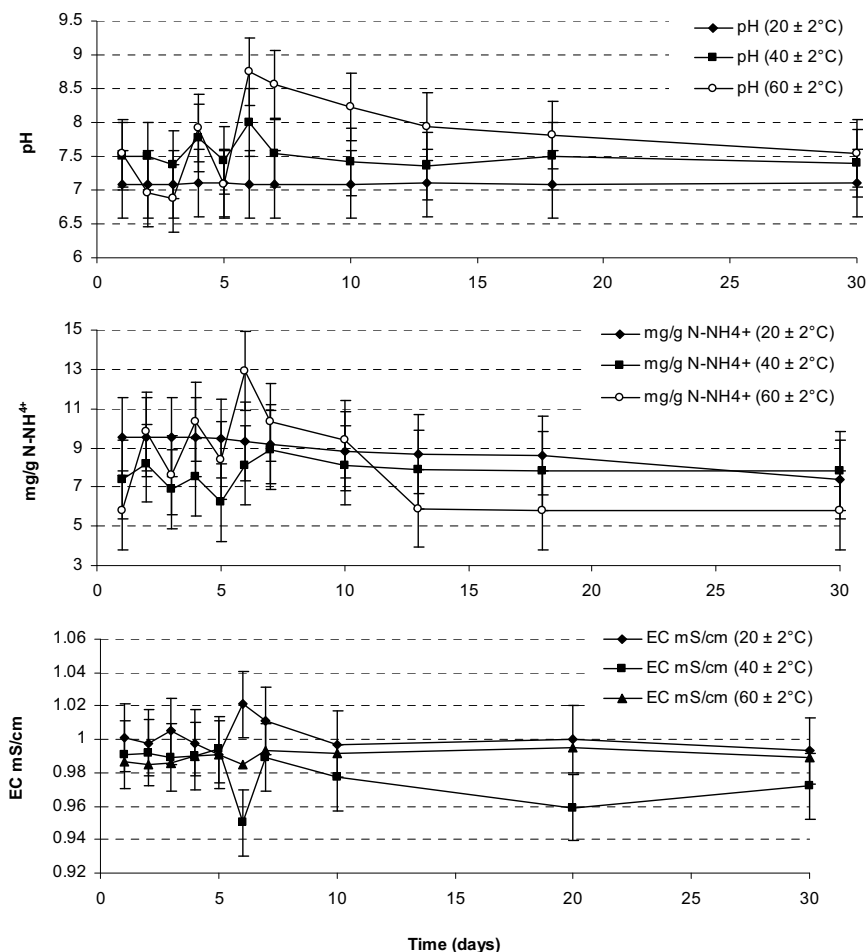 9.5
9
8.5
8
7.5
7
6.5
6
pH
0 5 10 15 20 25 30
pH (20 ± 2°C)
pH (40 ± 2°C)
pH (60 ± 2°C)
15
13
11
9
7
5
3
mg/g N-NH⁴⁺
0 5 10 15 20 25 30
mg/g N-NH4+ (20 ± 2°C)
mg/g N-NH4+ (40 ± 2°C)
mg/g N-NH4+ (60 ± 2°C)
1.06
1.04
1.02
1
0.98
0.96
0.94
0.92
EC mS/cm
0 5 10 15 20 25 30
EC mS/cm (20 ± 2°C)
EC mS/cm (40 ± 2°C)
EC mS/cm (60 ± 2°C)
Time (days)